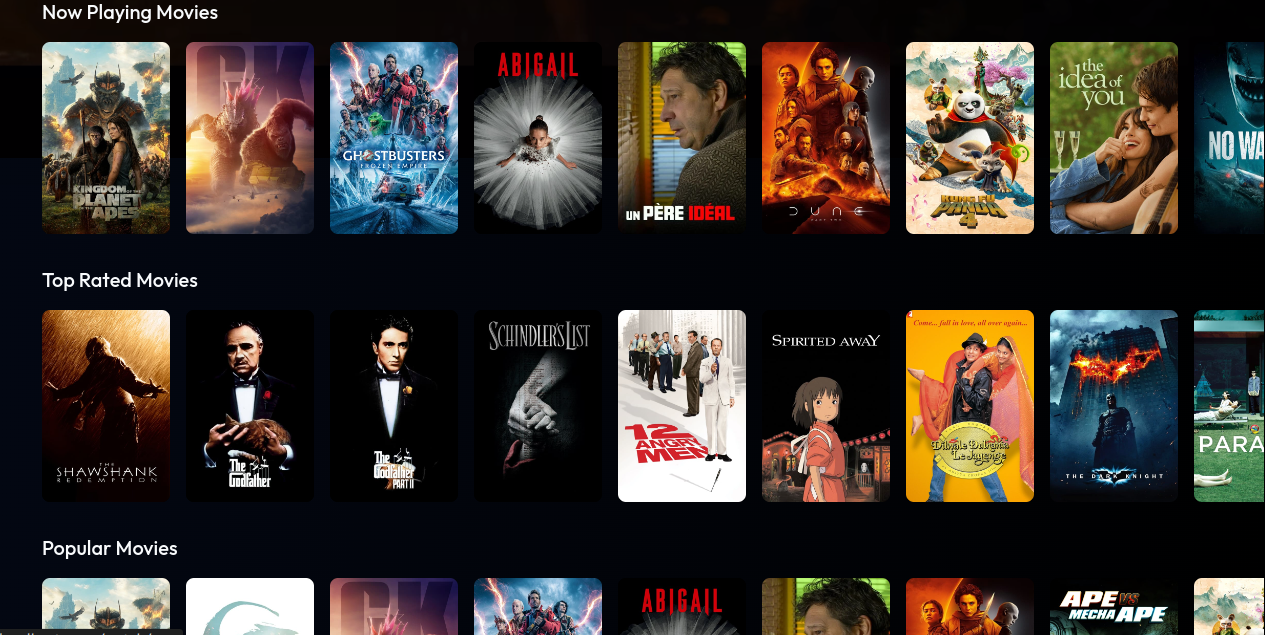 Now Playing Movies
KINGDOM OF THE
PLANET
OF THE APES
GK
GHOSTBUSTERS
FROZEN EMPIRE
ABIGAIL
UN PÈRE IDÉAL
DUNE
PART TWO
KUNG FU
PANDA
4
the
idea of
you
NO WA
Top Rated Movies
THE
SHAWSHANK
REDEMPTION
The
Godfather
The
Godfather
PART II
SCHINDLER'S LIST
12
ANGRY
MEN
SPIRITED AWAY
Come... fall in love, all over again...
Dilwale Dulhania
Le Jayenge
THE DARK KNIGHT
PARA
Popular Movies
GK
ABIGAIL
APE VS
MECHA APE